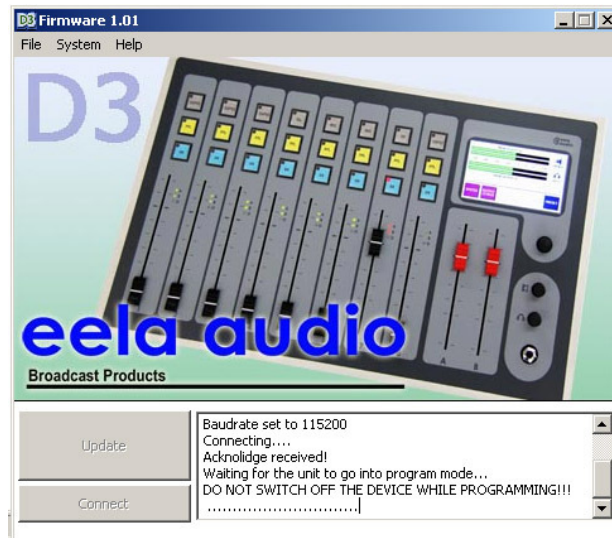 D3 Firmware 1.01
File System Help
D3
eela audio
Broadcast Products
A B
Update
Connect
Baudrate set to 115200
Connecting....
Acknolidge received!
Waiting for the unit to go into program mode...
DO NOT SWITCH OFF THE DEVICE WHILE PROGRAMMING!!!
..............................